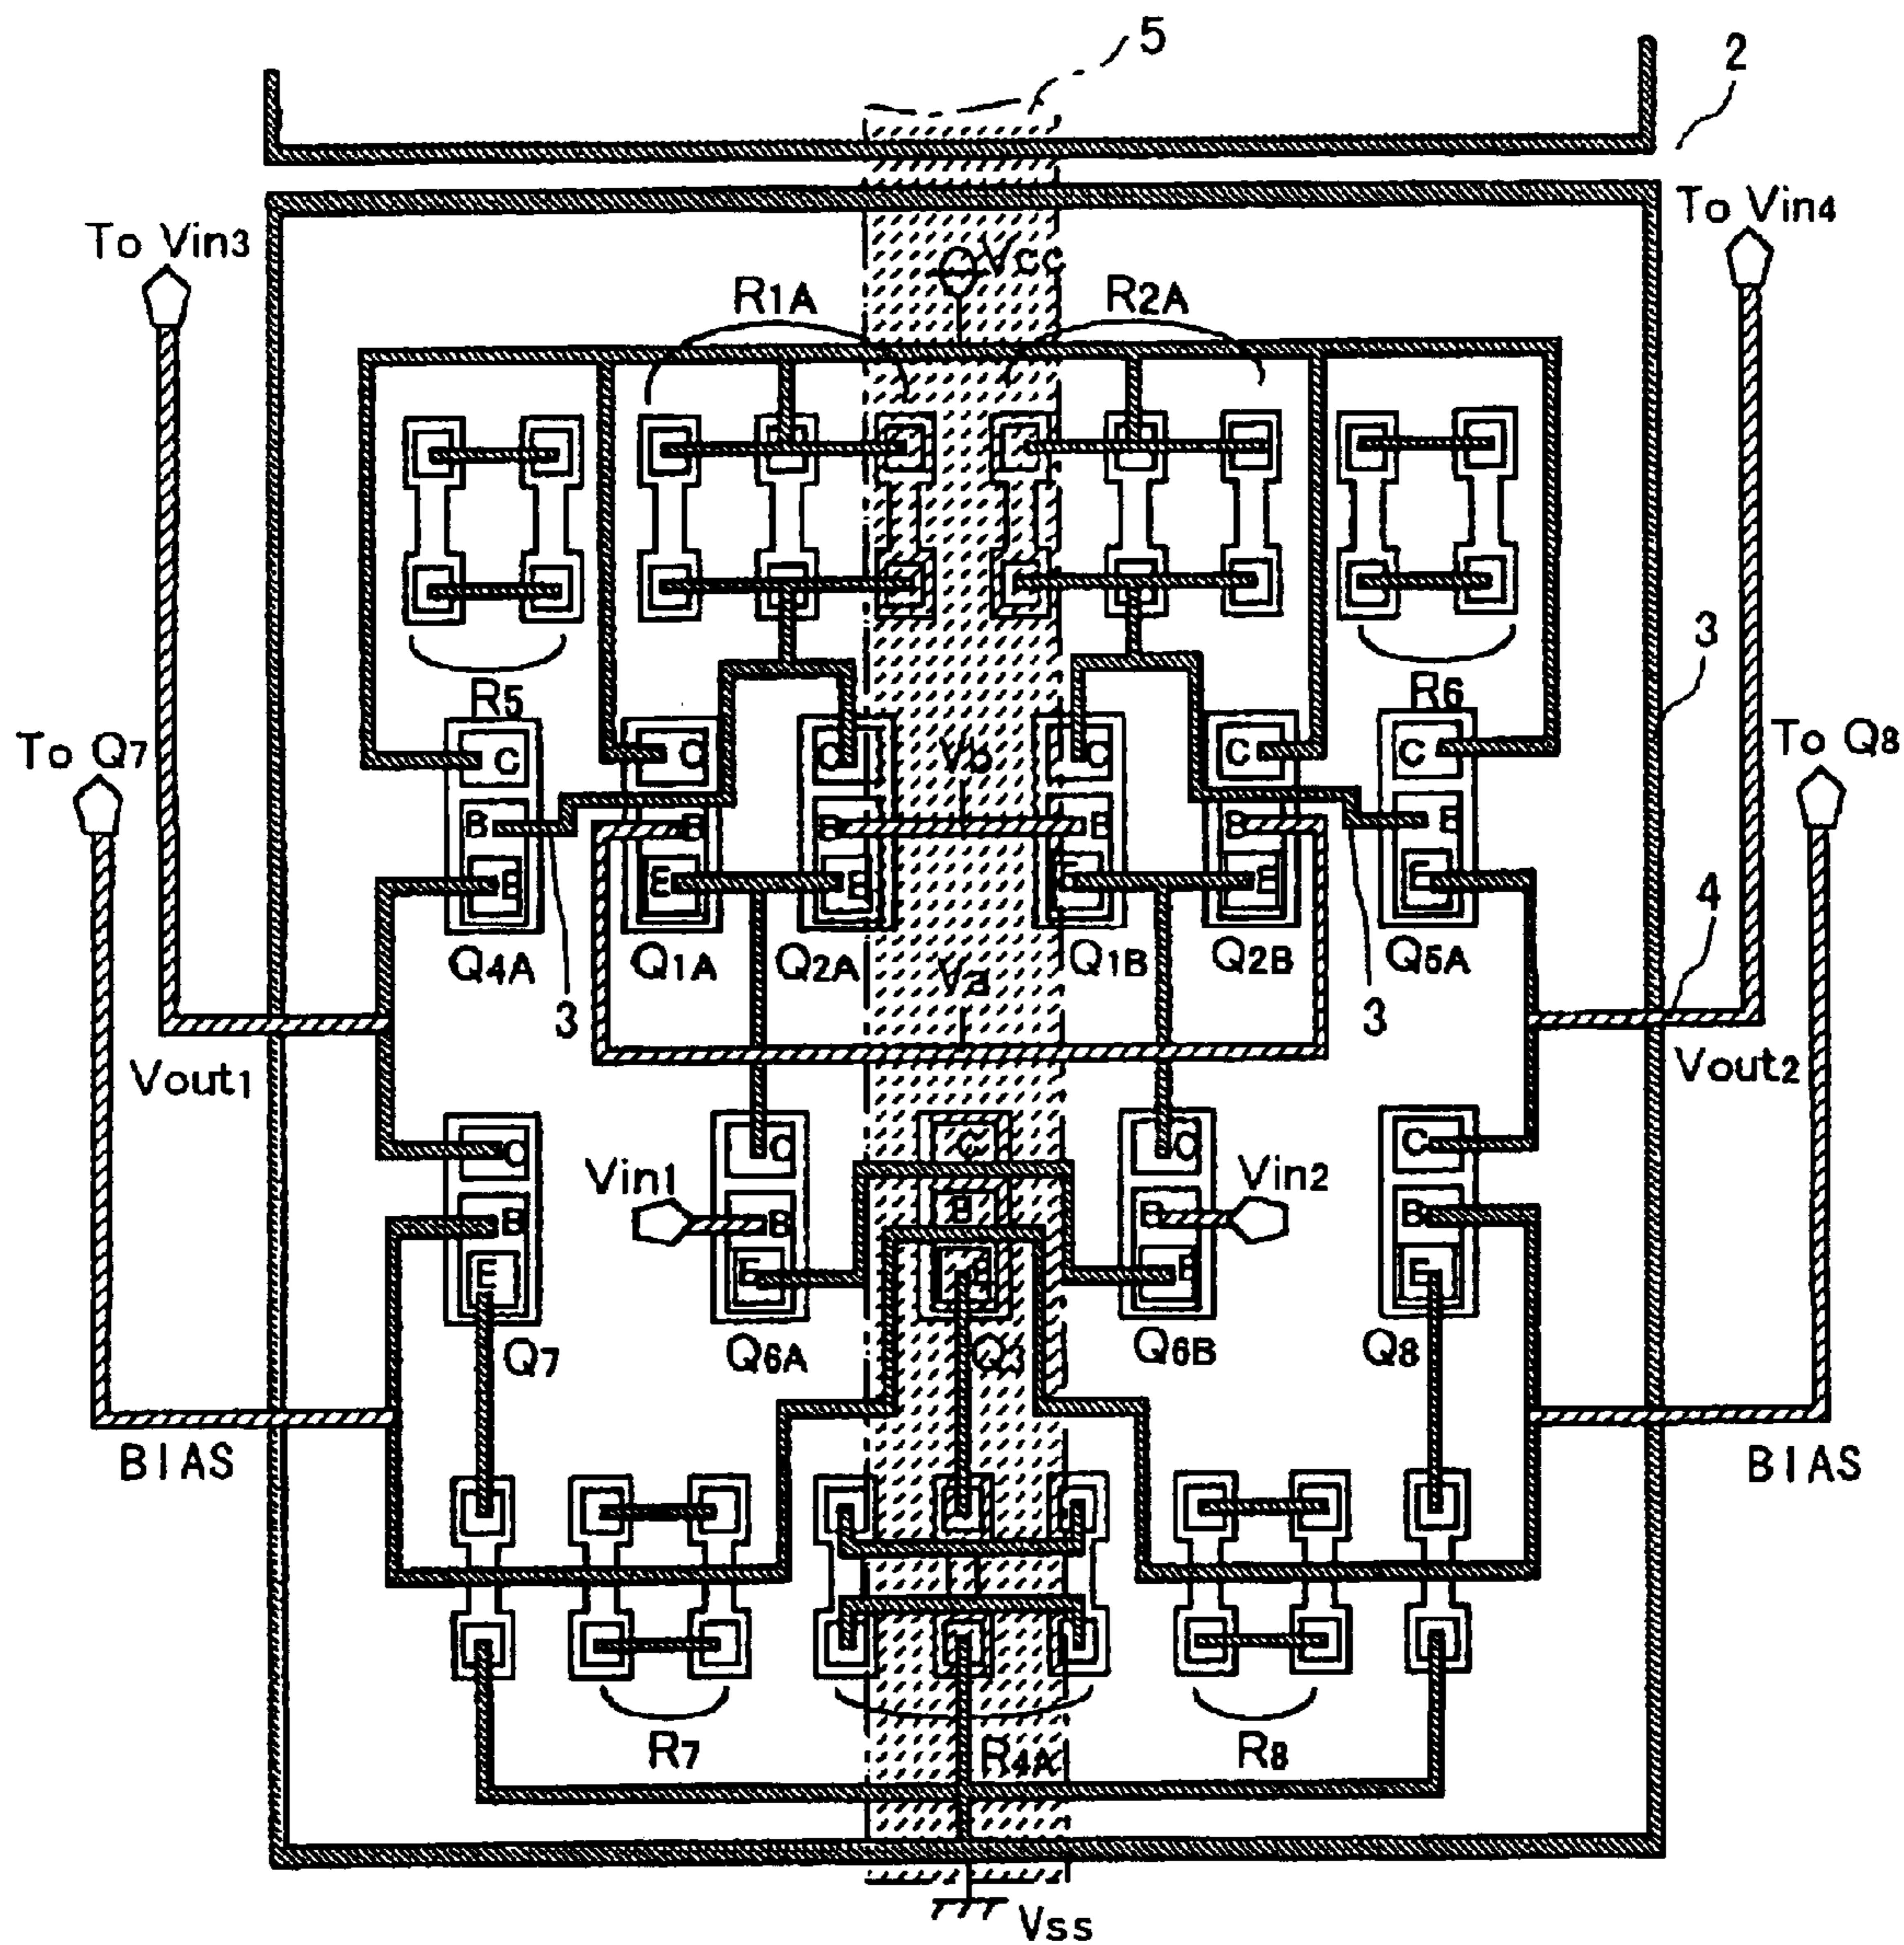 5
2
To Vin3
To Vin4
Vcc
R1A
R2A
3
R5
R6
To Q7
To Q8
C
C
C
C
C
C
Vb
B
B
B
B
B
B
E
E
E
E
E
E
4
Q4A
Q1A
Q2A
Q1B
Q2B
Q5A
Va
3
3
Vout1
Vout2
C
C
C
C
C
Vin1
Vin2
B
B
B
B
B
E
E
E
E
E
Q7
Q6A
Q3
Q6B
Q8
BIAS
BIAS
R7
R4A
R8
Vss